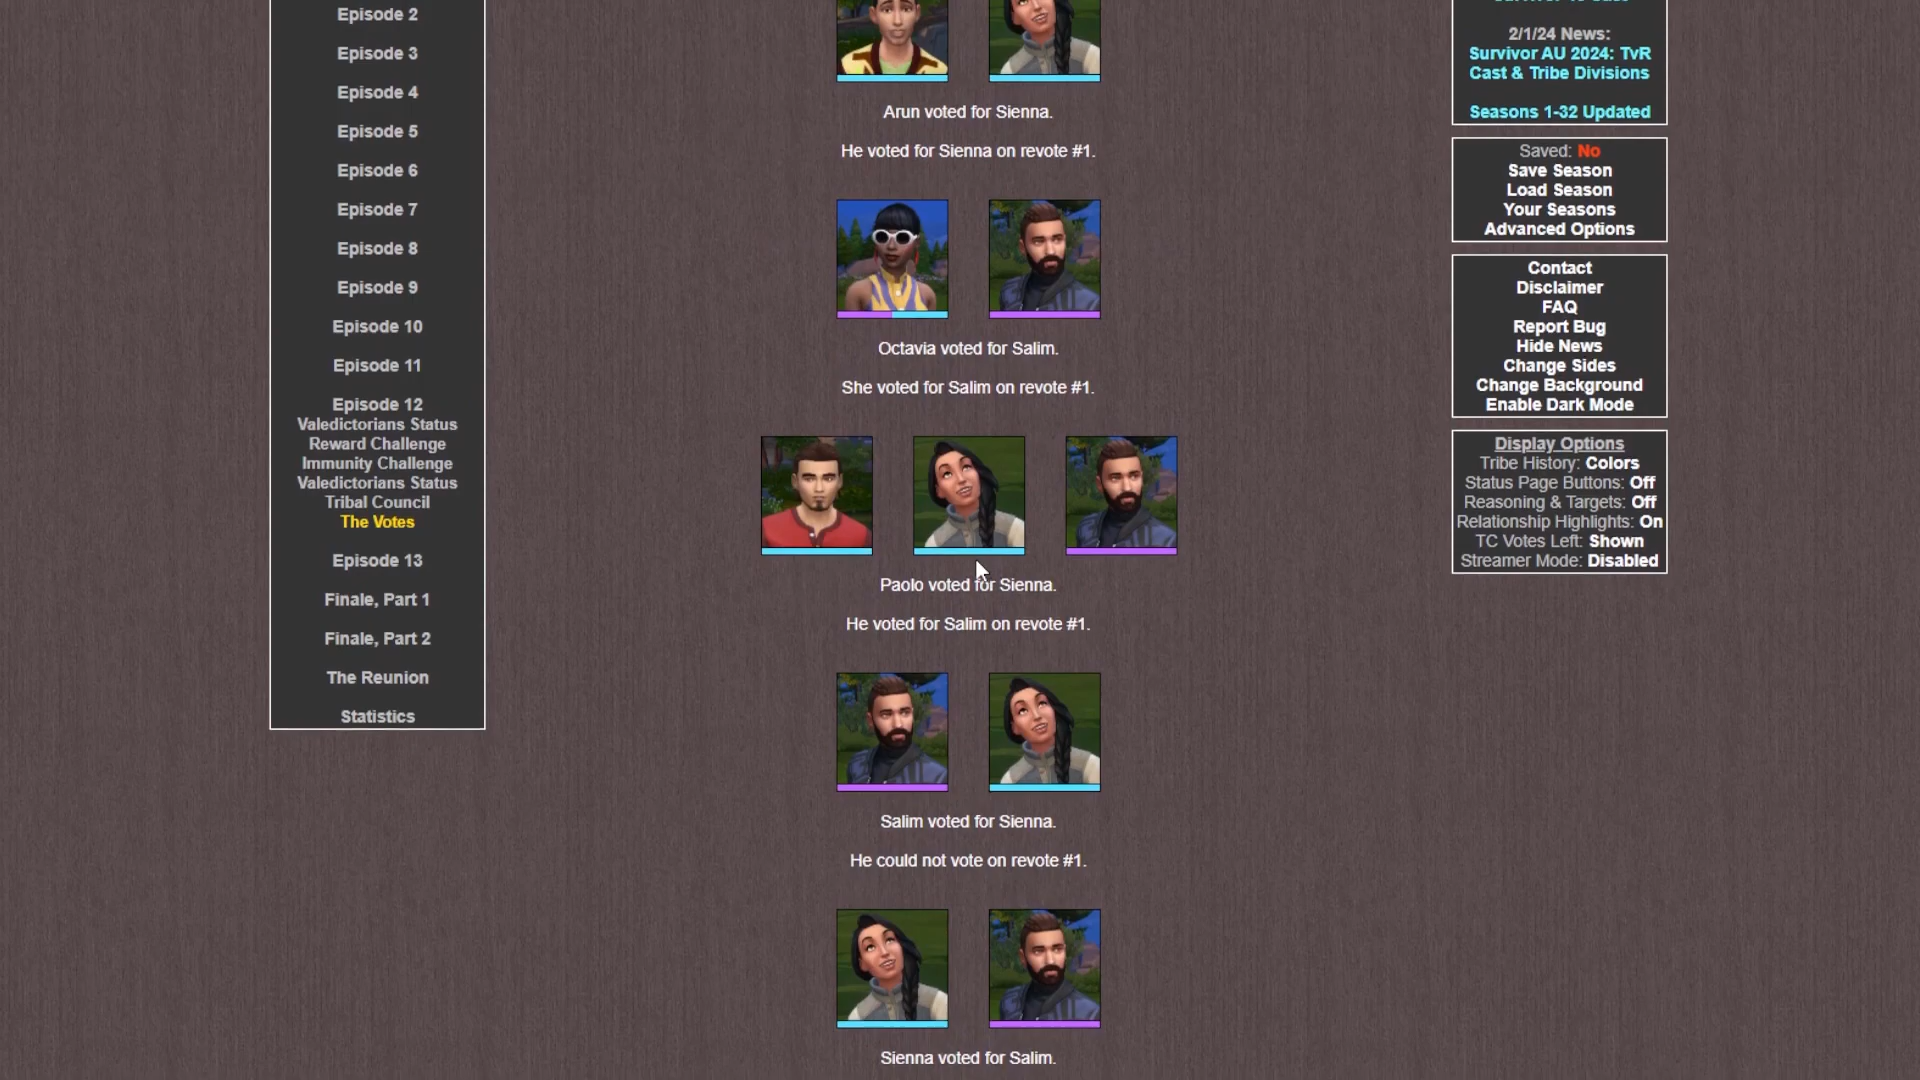 Episode 2
Episode 3
Episode 4
Episode 5
Episode 6
Episode 7
Episode 8
Episode 9
Episode 10
Episode 11
Episode 12
Valedictorians Status
Reward Challenge
Immunity Challenge
Valedictorians Status
Tribal Council
The Votes
Episode 13
Finale, Part 1
Finale, Part 2
The Reunion
Statistics
Arun voted for Sienna.
He voted for Sienna on revote #1.
Octavia voted for Salim.
She voted for Salim on revote #1.
Paolo voted for Sienna.
He voted for Salim on revote #1.
Salim voted for Sienna.
He could not vote on revote #1.
Sienna voted for Salim.
2/1/24 News:
Survivor AU 2024: TvR
Cast & Tribe Divisions
Seasons 1-32 Updated
Saved: No
Save Season
Load Season
Your Seasons
Advanced Options
Contact
Disclaimer
FAQ
Report Bug
Hide News
Change Sides
Change Background
Enable Dark Mode
Display Options
Tribe History: Colors
Status Page Buttons: Off
Reasoning & Targets: Off
Relationship Highlights: On
TC Votes Left: Shown
Streamer Mode: Disabled